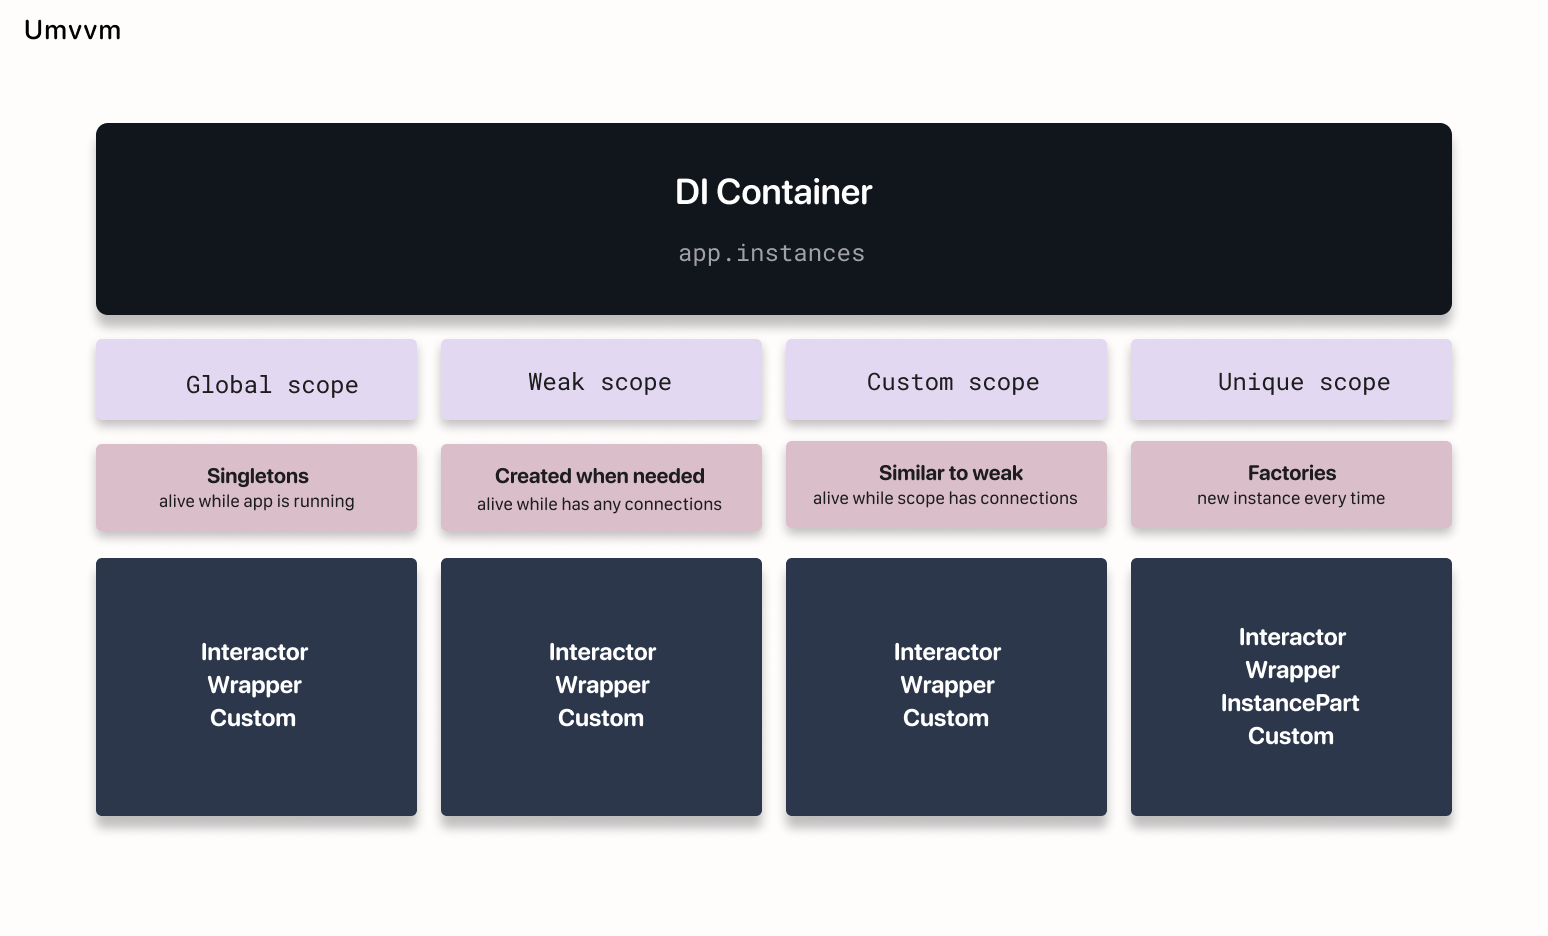 Umvvm
DI Container
app.instances
Global scope
Weak scope
Custom scope
Unique scope
Singletons
alive while app is running
Created when needed
alive while has any connections
Similar to weak
alive while scope has connections
Factories
new instance every time
Interactor
Wrapper
Custom
Interactor
Wrapper
Custom
Interactor
Wrapper
Custom
Interactor
Wrapper
InstancePart
Custom